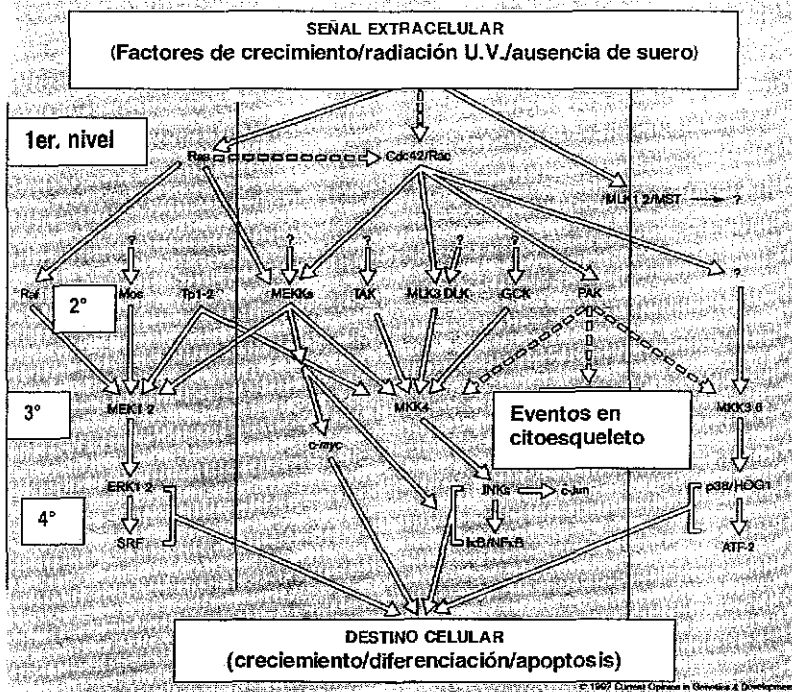 SEÑAL EXTRACELULAR
(Factores de crecimiento/radiación U.V./ausencia de suero)
1er. nivel
Ras
Cdc42/Rac
MLK1 2/MST
?
? ? ? ? ? ?
Raf
2°
Mos
Tp1-2
MEKKs
TAK
MLK3 DLK
GCK
PAK
3°
MEK1-2
MKK4
Eventos en
citoesqueleto
MKK3 6
c-myc
ERK1-2
JNKs
c-Jun
p38/HOG1
4°
SRF
IκB/NFκB
ATF-2
DESTINO CELULAR
(creciemiento/diferenciación/apoptosis)
© 1997 Current Opinion in Genetics & Development